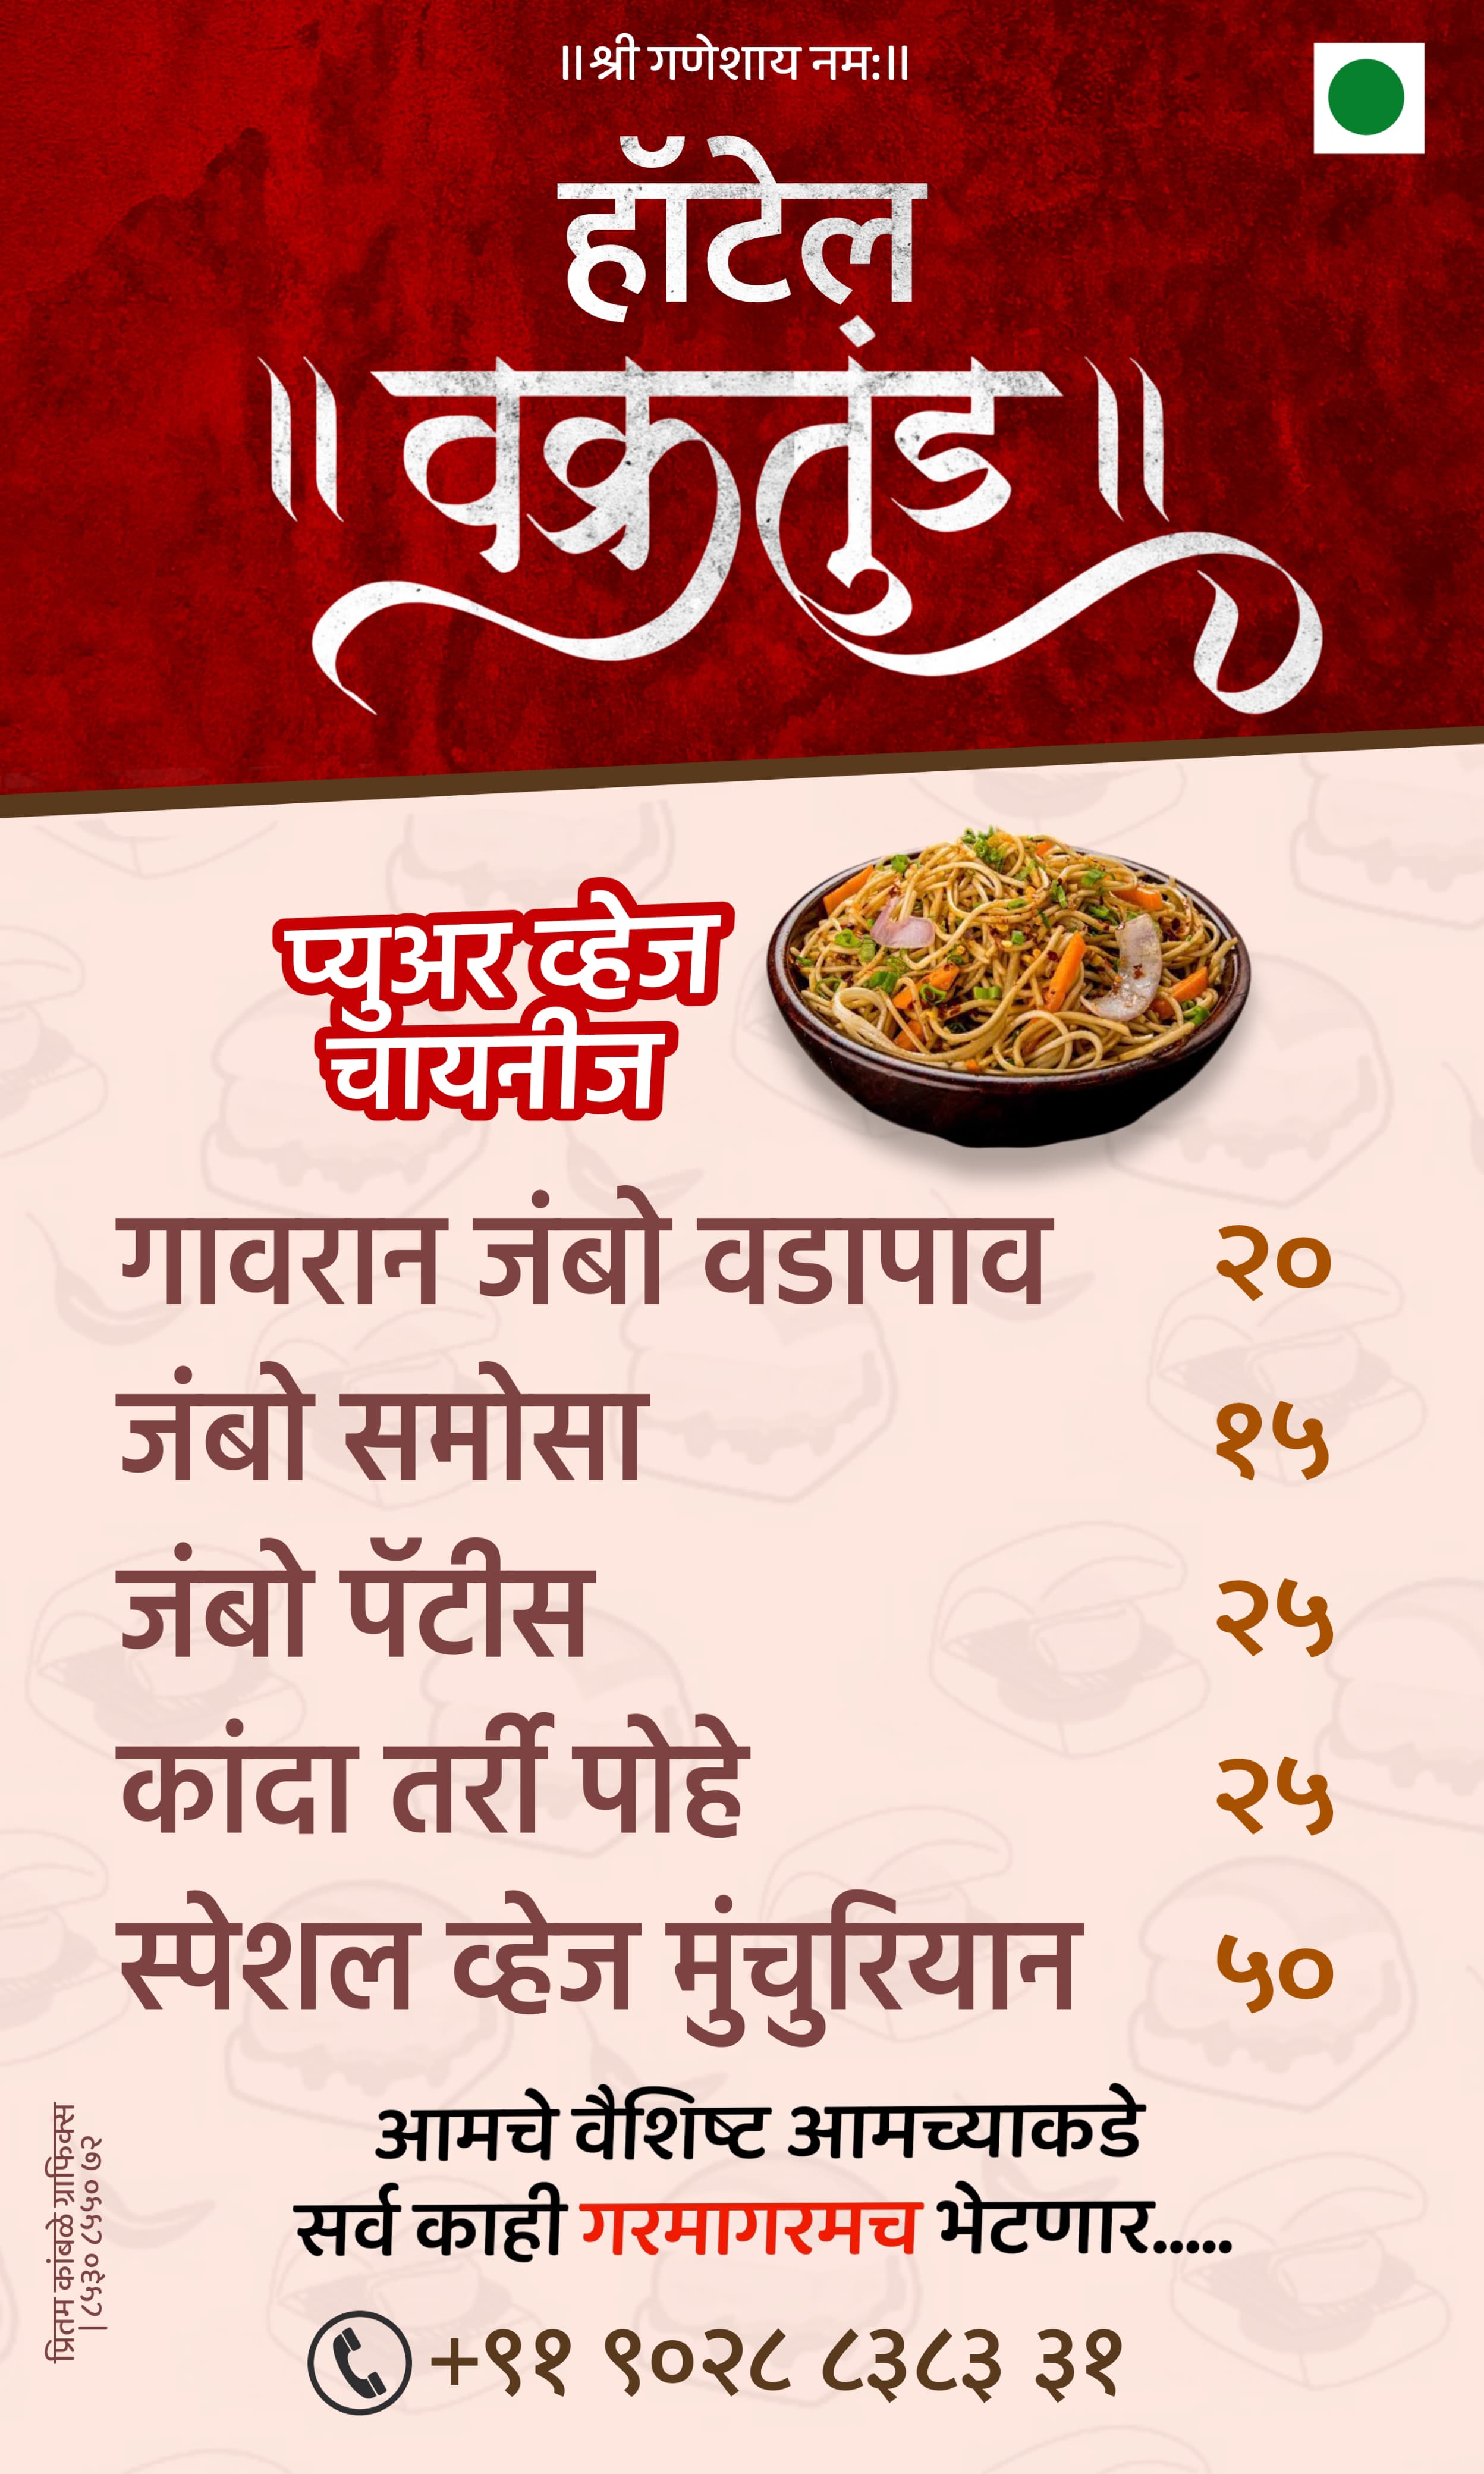 ॥श्री गणेशाय नम:॥
हॉटेल
॥ वक्रतुंड ॥
प्युअर व्हेज
चायनीज
गावरान जंबो वडापाव २०
जंबो समोसा १५
जंबो पॅटीस २५
कांदा तर्री पोहे २५
स्पेशल व्हेज मुंचुरियान ५०
आमचे वैशिष्ट आमच्याकडे
सर्व काही गरमागरमच भेटणार.....
+९१ ९०२८ ८३८३ ३१
प्रितम कांबळे ग्राफिक्स
| ८५३० ८५५० ७२